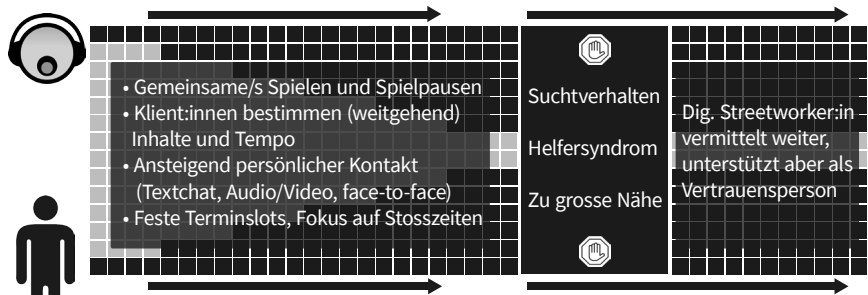 • Gemeinsame/s Spielen und Spielpausen
• Klient:innen bestimmen (weitgehend)
Inhalte und Tempo
• Ansteigend persönlicher Kontakt
(Textchat, Audio/Video, face-to-face)
• Feste Terminslots, Fokus auf Stosszeiten
Suchtverhalten
Helfersyndrom
Zu grosse Nähe
Dig. Streetworker:in
vermittelt weiter,
unterstützt aber als
Vertrauensperson